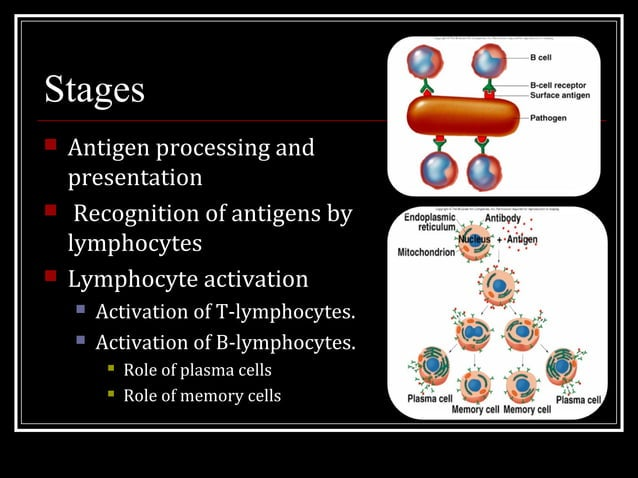 Stages
Antigen processing and
presentation
Recognition of antigens by
lymphocytes
Lymphocyte activation
Activation of T-lymphocytes.
Activation of B-lymphocytes.
Role of plasma cells
Role of memory cells
B cell
B-cell receptor
Surface antigen
Pathogen
Endoplasmic
reticulum
Antibody
Nucleus + Antigen
Mitochondrion
Plasma cell
Memory cell Memory cell
Plasma cell